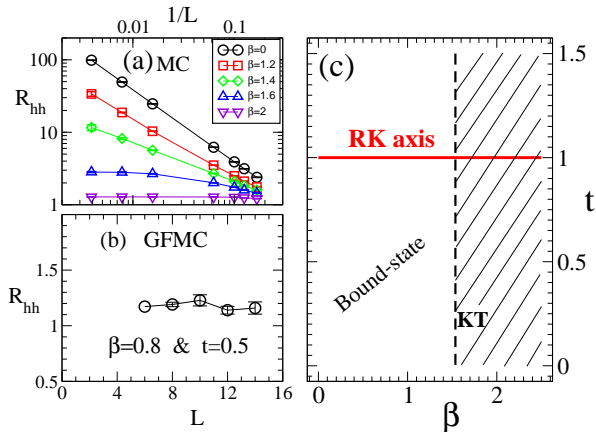 1/L
0.01 0.1
(a) MC
β=0
β=1.2
β=1.4
β=1.6
β=2
100
10
1
R_hh
(b) GFMC
2
1.5
1
0.5
R_hh
β=0.8 & t=0.5
0 4 8 12 16
L
(c)
RK axis
Bound-state
KT
1.5
1
0.5
0
t
0 1 2
β